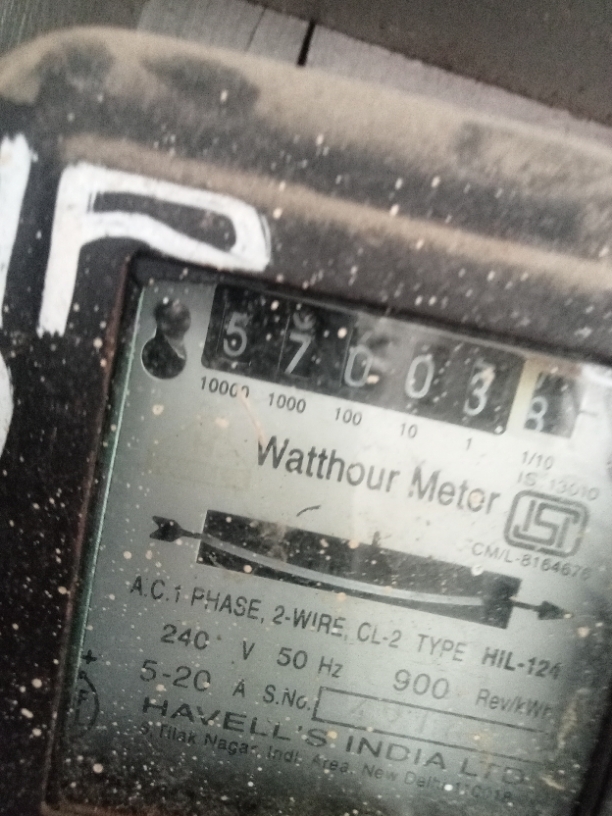 P
5 7 0 0 3 8
10000 1000 100 10 1 1/10
Watthour Meter
IS 13010
ISI
CM/L-8164676
A.C.1 PHASE, 2-WIRE, CL-2 TYPE HIL-124
240 V 50 Hz 900 Rev/kWh
5-20 A S.No.
HAVELL'S INDIA LTD.
Tilak Nagar Indl. Area, New Delhi